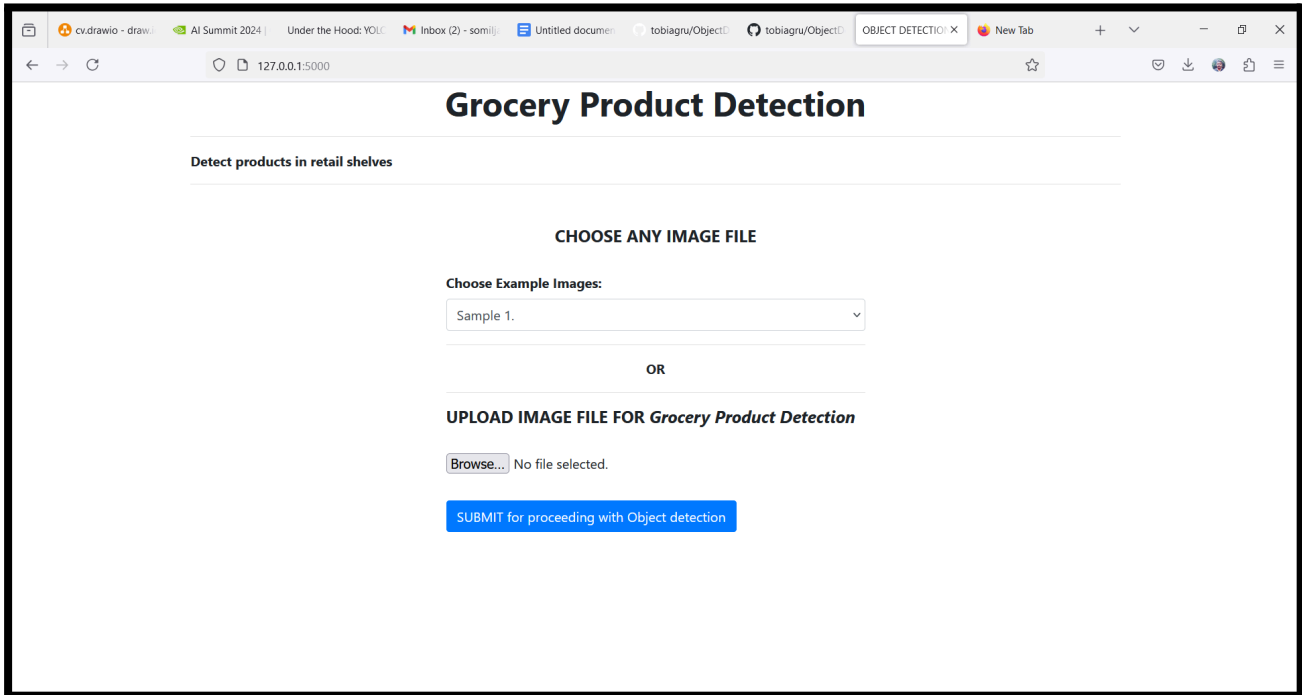 cv.drawio - draw.i AI Summit 2024 | Under the Hood: YOLO Inbox (2) - somilj Untitled documen tobiagru/ObjectD tobiagru/ObjectD OBJECT DETECTION New Tab
127.0.0.1:5000
Grocery Product Detection
Detect products in retail shelves
CHOOSE ANY IMAGE FILE
Choose Example Images:
Sample 1.
OR
UPLOAD IMAGE FILE FOR Grocery Product Detection
Browse... No file selected.
SUBMIT for proceeding with Object detection